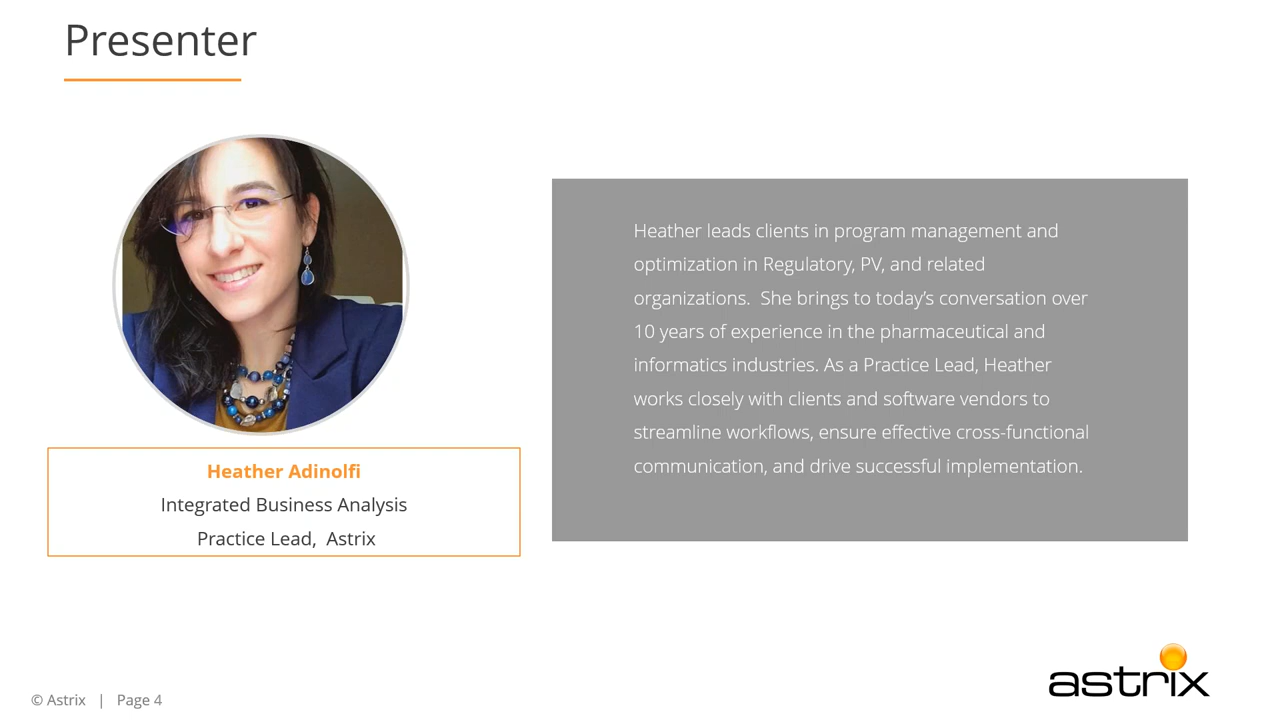 Presenter
Heather Adinolfi
Integrated Business Analysis
Practice Lead,  Astrix
Heather leads clients in program management and
optimization in Regulatory, PV, and related
organizations.  She brings to today’s conversation over
10 years of experience in the pharmaceutical and
informatics industries. As a Practice Lead, Heather
works closely with clients and software vendors to
streamline workflows, ensure effective cross-functional
communication, and drive successful implementation.
© Astrix | Page 4
astrix